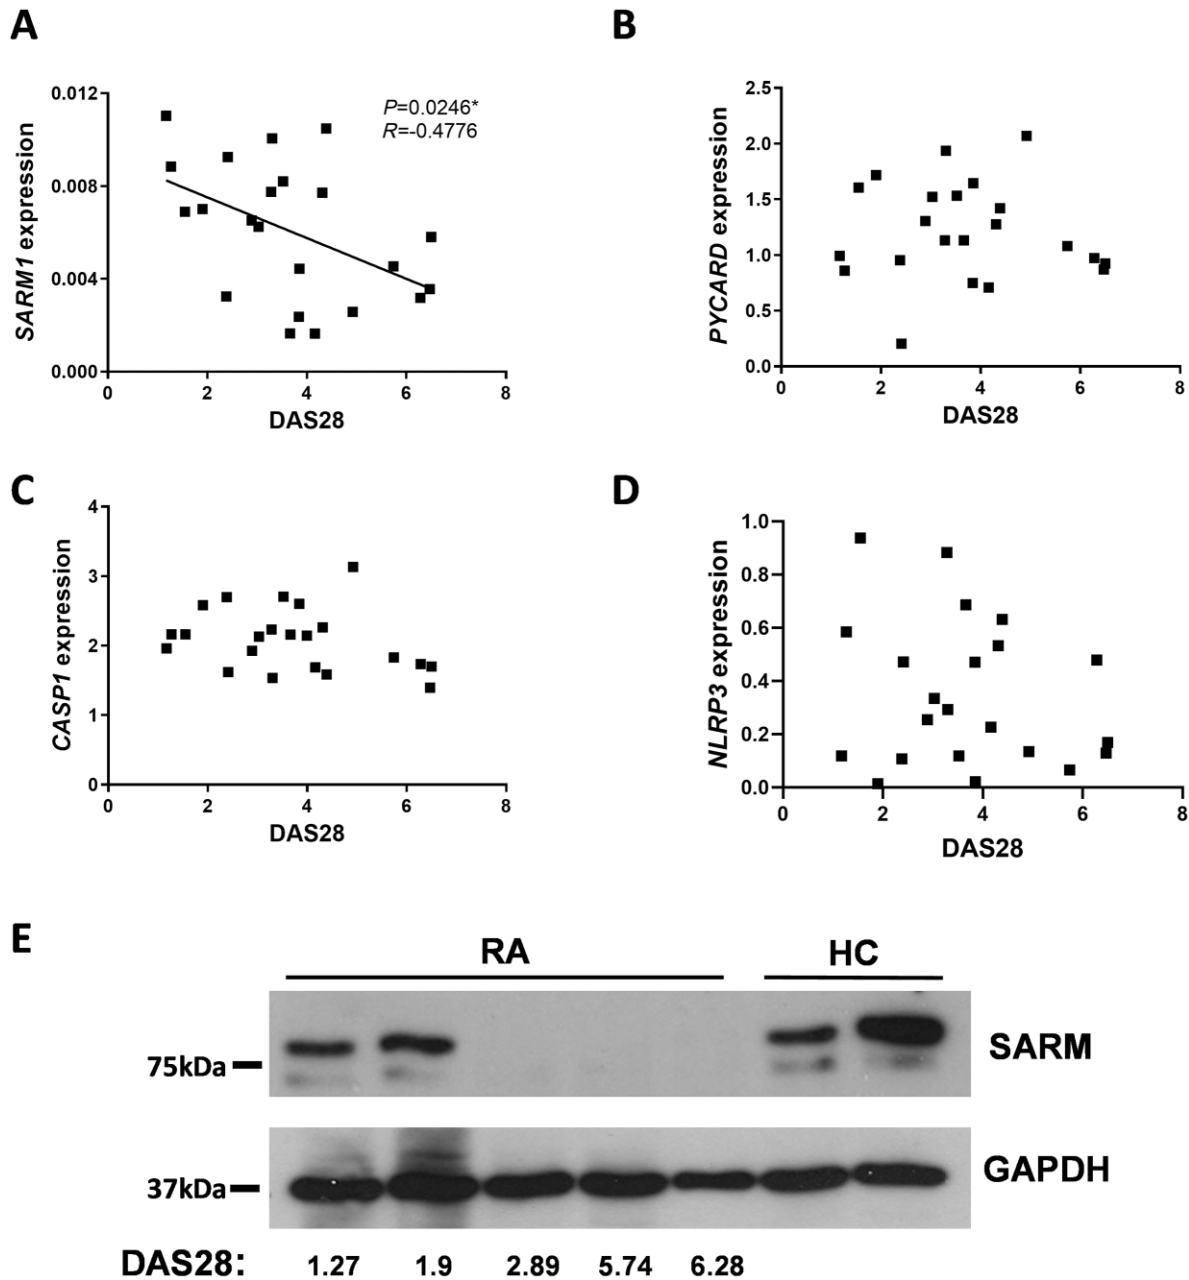 A
0.012
0.008
0.004
0.000
SARM1 expression
P=0.0246*
R=-0.4776
0 2 4 6 8
DAS28
B
2.5
2.0
1.5
1.0
0.5
0.0
PYCARD expression
0 2 4 6 8
DAS28
C
4
3
2
1
0
CASP1 expression
0 2 4 6 8
DAS28
D
1.0
0.8
0.6
0.4
0.2
0.0
NLRP3 expression
0 2 4 6 8
DAS28
E
RA HC
75kDa
SARM
37kDa
GAPDH
DAS28: 1.27 1.9 2.89 5.74 6.28